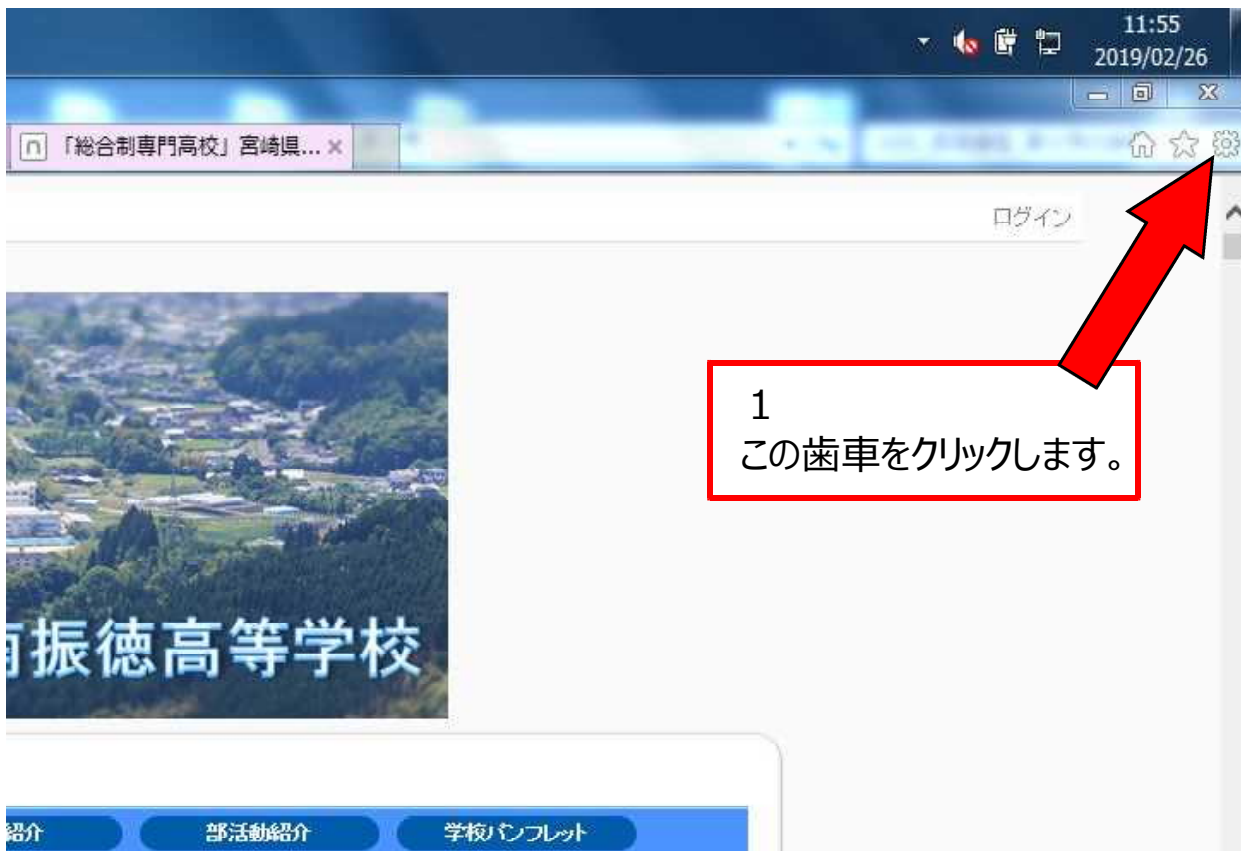 11:55
2019/02/26
「総合制専門高校」宮崎県...
ログイン
1
この歯車をクリックします。
振徳高等学校
紹介
部活動紹介
学校パンフレット